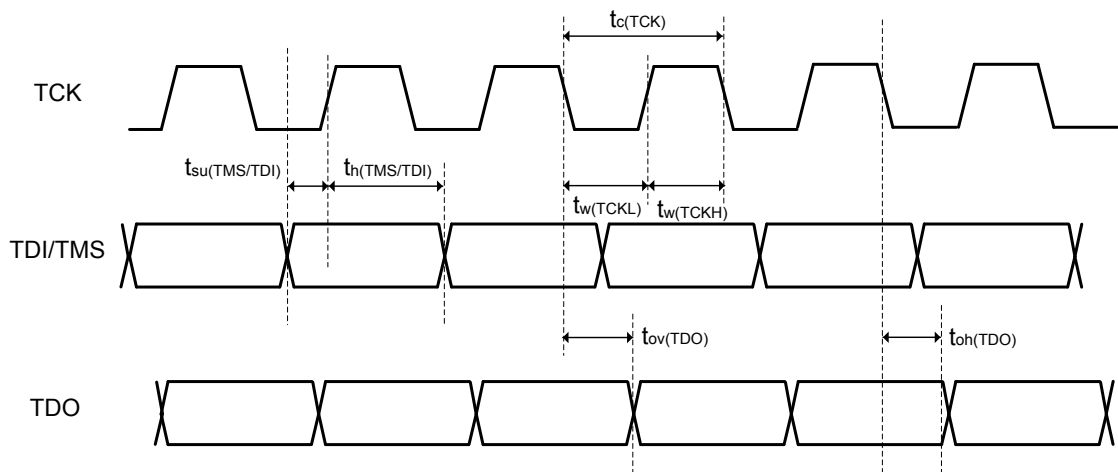 tc(TCK)
TCK
tsu(TMS/TDI)
th(TMS/TDI)
tw(TCKL)
tw(TCKH)
TDI/TMS
tov(TDO)
toh(TDO)
TDO